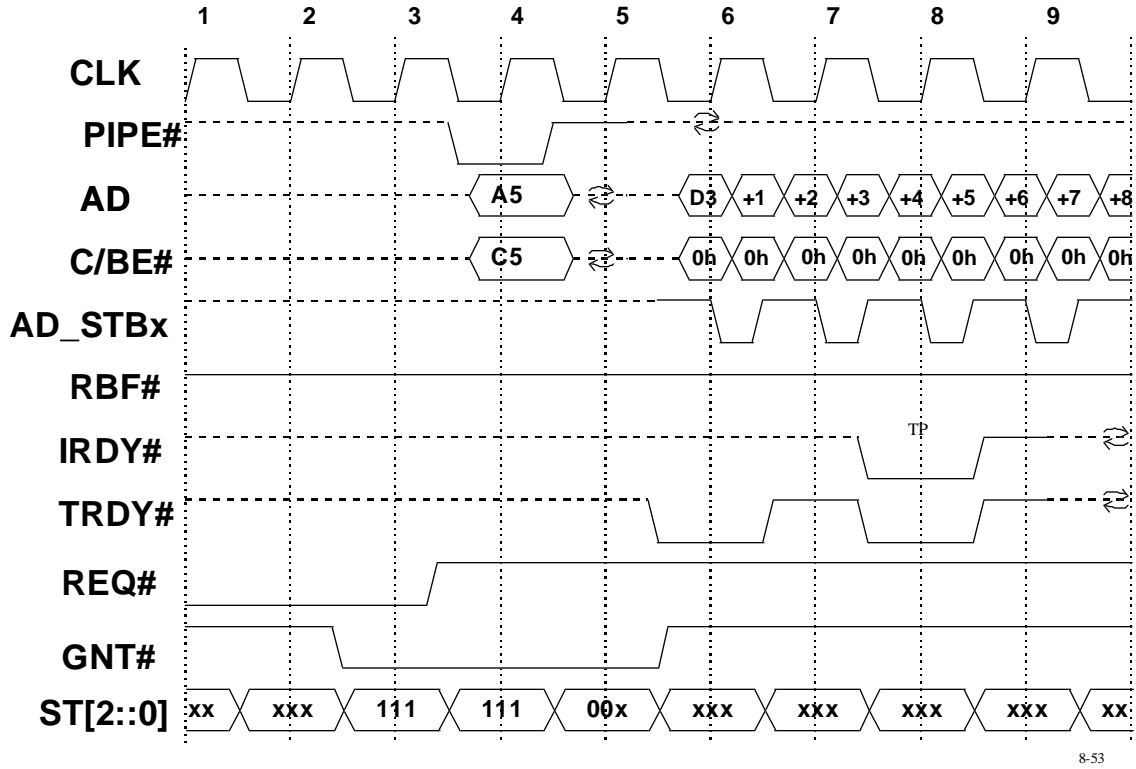 1 2 3 4 5 6 7 8 9
CLK
PIPE#
AD A5 D3 +1 +2 +3 +4 +5 +6 +7 +8
C/BE# C5 0h 0h 0h 0h 0h 0h 0h 0h 0h
AD_STBx
RBF#
IRDY# TP
TRDY#
REQ#
GNT#
ST[2::0] xx xxx 111 111 00x xxx xxx xxx xxx xx
8-53